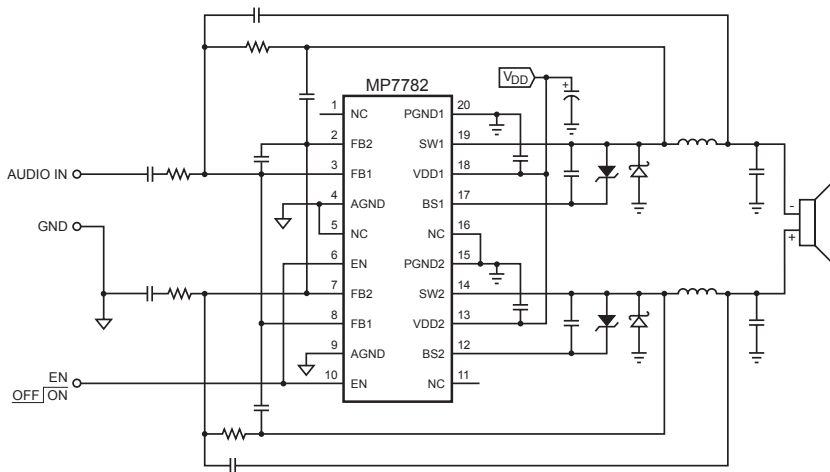 MP7782
V_DD
1 NC PGND1 20
2 FB2 SW1 19
3 FB1 VDD1 18
4 AGND BS1 17
5 NC NC 16
6 EN PGND2 15
7 FB2 SW2 14
8 FB1 VDD2 13
9 AGND BS2 12
10 EN NC 11
AUDIO IN
GND
EN
OFF ON
+
-
+